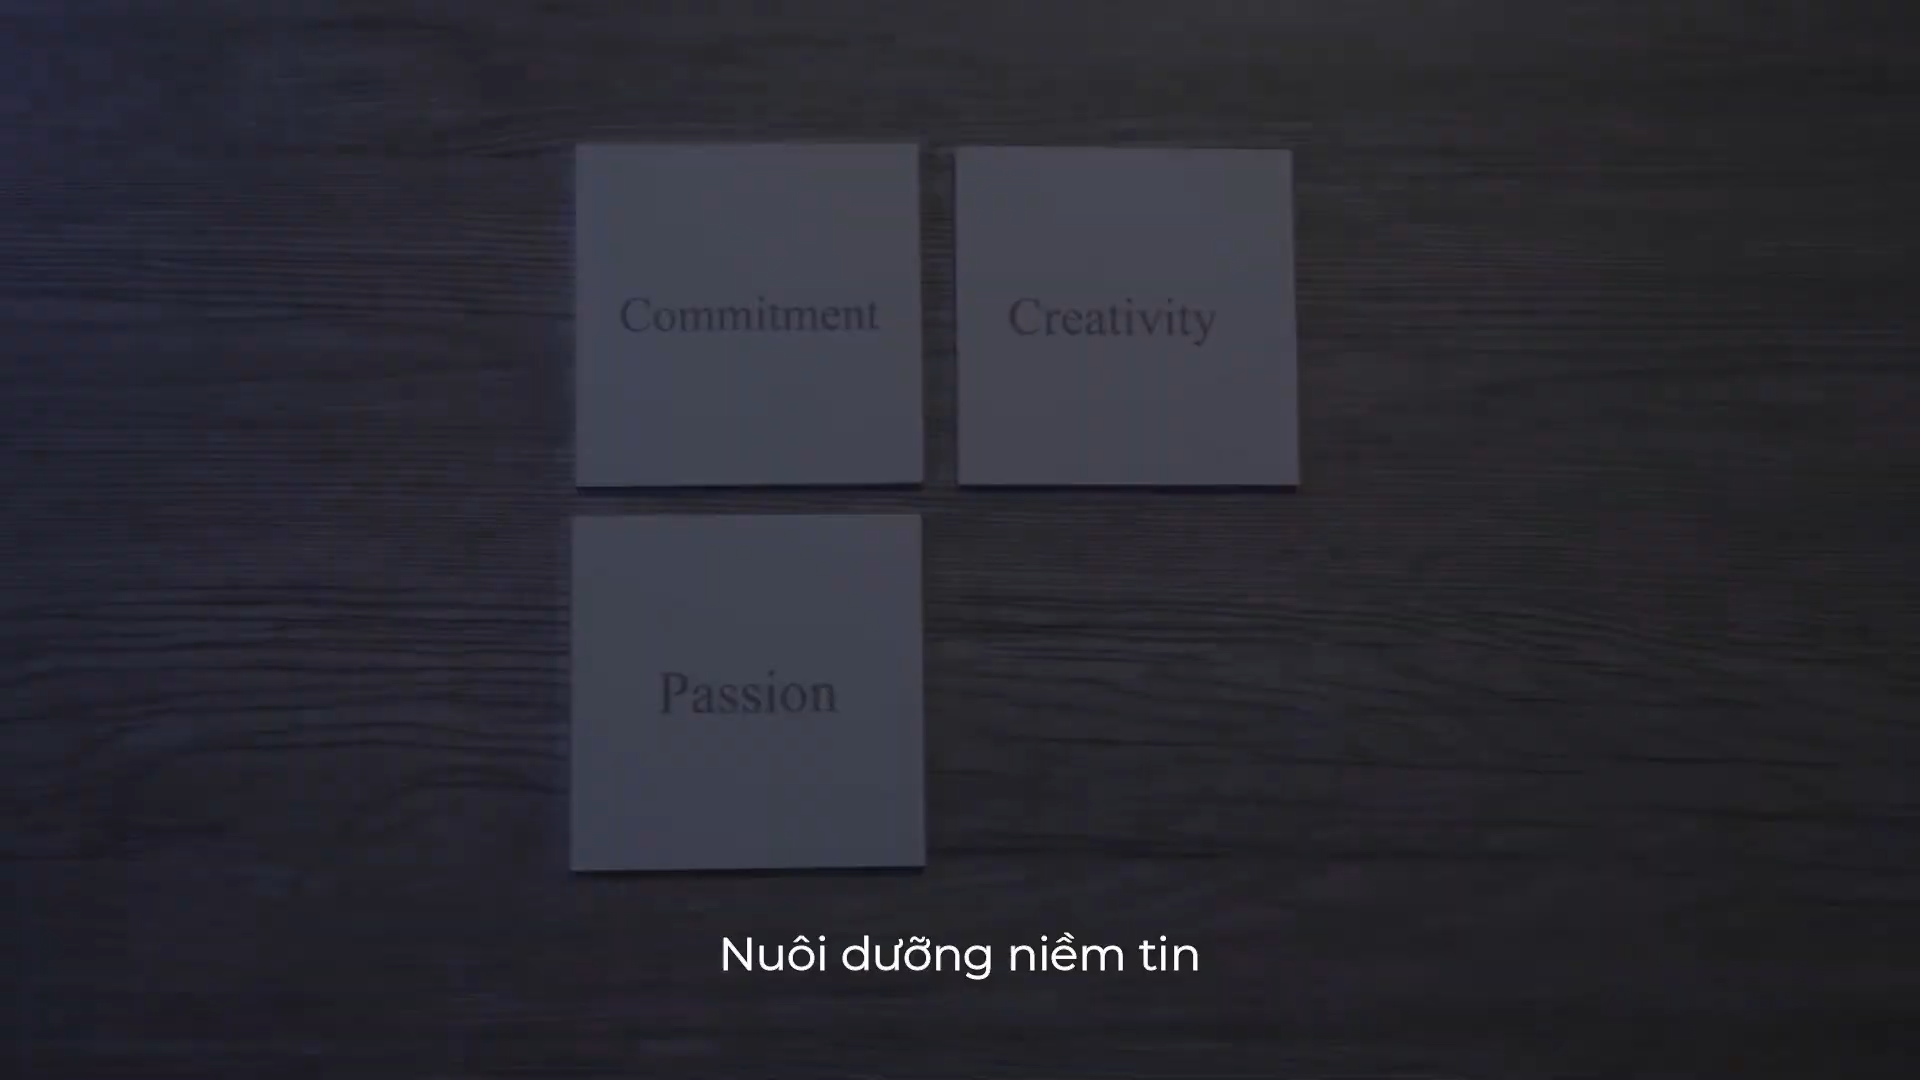 Commitment
Creativity
Passion
Nuôi dưỡng niềm tin